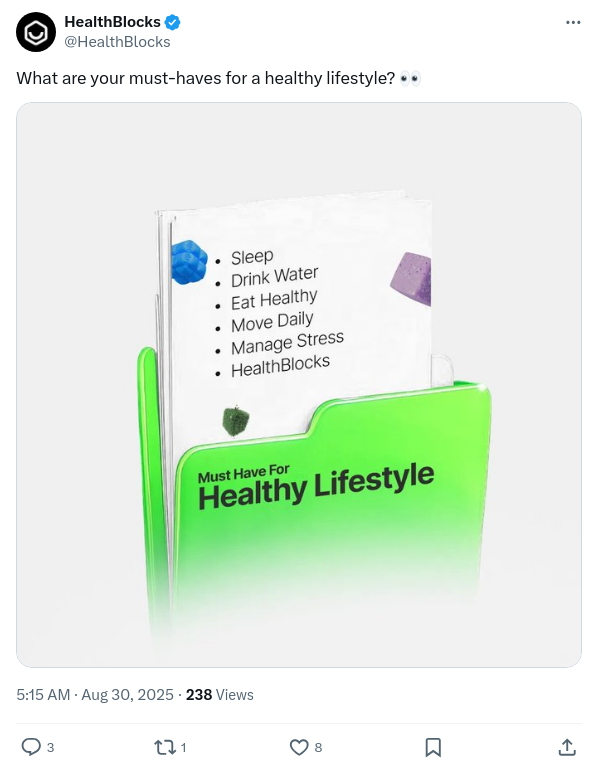 HealthBlocks
@HealthBlocks
What are your must-haves for a healthy lifestyle? 👀
• Sleep
• Drink Water
• Eat Healthy
• Move Daily
• Manage Stress
• HealthBlocks
Must Have For
Healthy Lifestyle
5:15 AM · Aug 30, 2025 · 238 Views
3 1 8